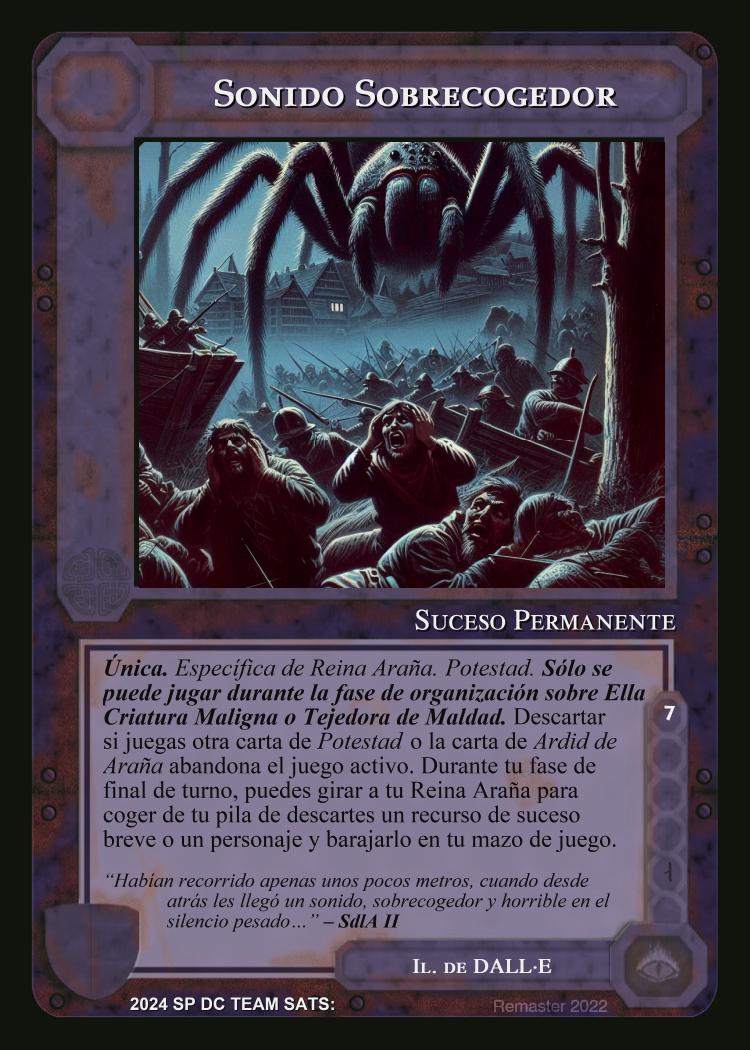 Sonido Sobrecogedor
Suceso Permanente
Única. Específica de Reina Araña. Potestad. Sólo se
puede jugar durante la fase de organización sobre Ella
Criatura Maligna o Tejedora de Maldad. Descartar
si juegas otra carta de Potestad o la carta de Ardid de
Araña abandona el juego activo. Durante tu fase de
final de turno, puedes girar a tu Reina Araña para
coger de tu pila de descartes un recurso de suceso
breve o un personaje y barajarlo en tu mazo de juego.
7
“Habían recorrido apenas unos pocos metros, cuando desde
atrás les llegó un sonido, sobrecogedor y horrible en el
silencio pesado…” – SdlA II
Il. de DALL·E
2024 SP DC TEAM SATS:
Remaster 2022